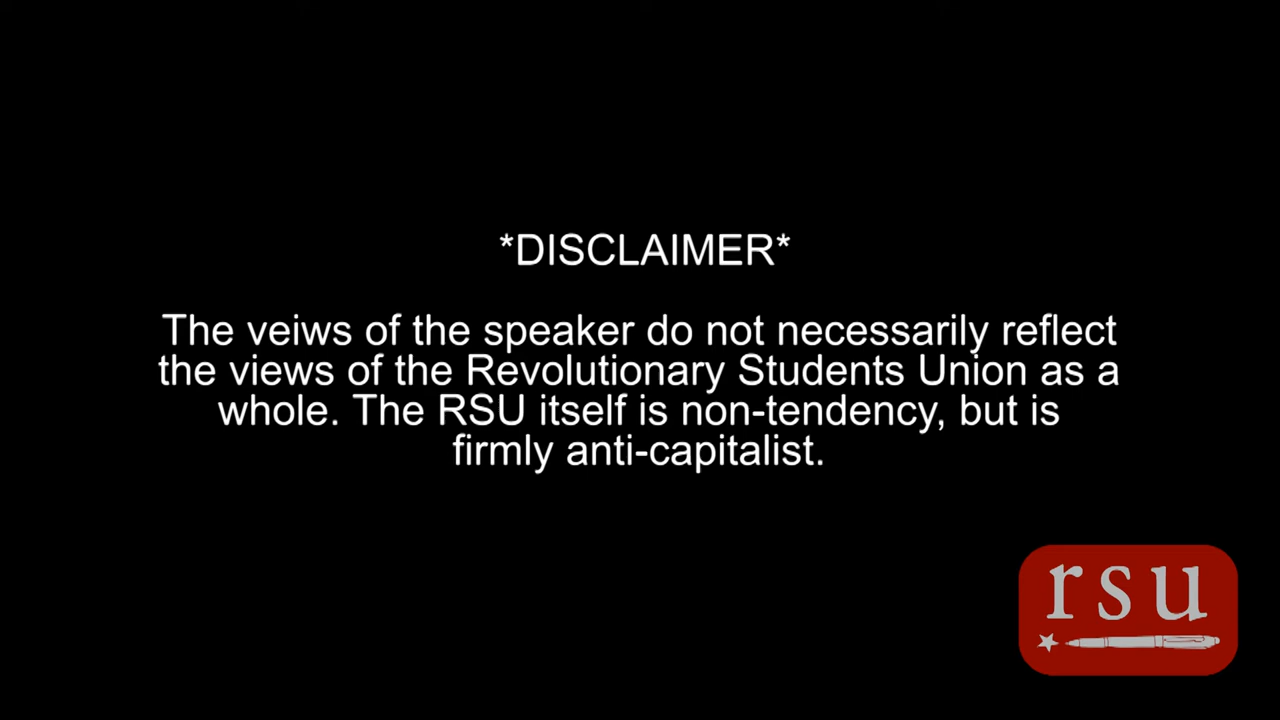 *DISCLAIMER*
The veiws of the speaker do not necessarily reflect
the views of the Revolutionary Students Union as a
whole. The RSU itself is non-tendency, but is
firmly anti-capitalist.
rsu